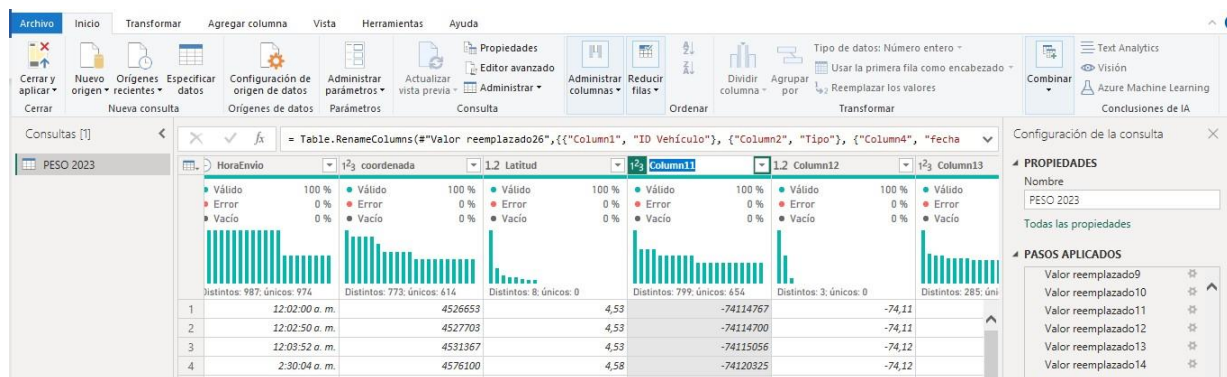 Archivo Inicio Transformar Agregar columna Vista Herramientas Ayuda
Cerrar y aplicar
Cerrar
Nuevo origen
Orígenes recientes
Especificar datos
Nueva consulta
Configuración de origen de datos
Orígenes de datos
Administrar parámetros
Parámetros
Actualizar vista previa
Propiedades
Editor avanzado
Administrar
Consulta
Administrar columnas
Reducir filas
Ordenar
Dividir columna
Agrupar por
Tipo de datos: Número entero
Usar la primera fila como encabezado
Reemplazar los valores
Transformar
Combinar
Text Analytics
Visión
Azure Machine Learning
Conclusiones de IA
Consultas [1]
PESO 2023
fx = Table.RenameColumns(#"Valor reemplazado26",{{"Column1", "ID Vehículo"}, {"Column2", "Tipo"}, {"Column4", "fecha
HoraEnvio 123 coordenada 1.2 Latitud 123 Column11 1.2 Column12 123 Column13
Válido 100 % Válido 100 % Válido 100 % Válido 100 % Válido 100 % Válido
Error 0 % Error 0 % Error 0 % Error 0 % Error 0 % Error
Vacío 0 % Vacío 0 % Vacío 0 % Vacío 0 % Vacío 0 % Vacío
Distintos: 987; únicos: 974 Distintos: 773; únicos: 614 Distintos: 8; únicos: 0 Distintos: 799; únicos: 654 Distintos: 3; únicos: 0 Distintos: 285; úni
1 12:02:00 a. m. 4526653 4,53 -74114767 -74,11
2 12:02:50 a. m. 4527703 4,53 -74114700 -74,11
3 12:03:52 a. m. 4531367 4,53 -74115056 -74,12
4 2:30:04 a. m. 4576100 4,58 -74120325 -74,12
Configuración de la consulta
PROPIEDADES
Nombre
PESO 2023
Todas las propiedades
PASOS APLICADOS
Valor reemplazado9
Valor reemplazado10
Valor reemplazado11
Valor reemplazado12
Valor reemplazado13
Valor reemplazado14